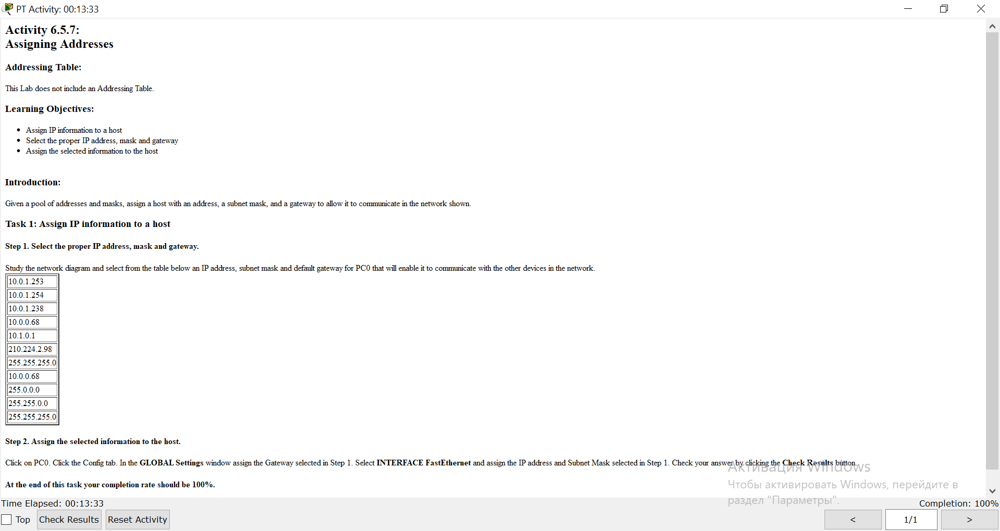 PT Activity: 00:13:33
Activity 6.5.7:
Assigning Addresses
Addressing Table:
This Lab does not include an Addressing Table.
Learning Objectives:
• Assign IP information to a host
• Select the proper IP address, mask and gateway
• Assign the selected information to the host
Introduction:
Given a pool of addresses and masks, assign a host with an address, a subnet mask, and a gateway to allow it to communicate in the network shown.
Task 1: Assign IP information to a host
Step 1. Select the proper IP address, mask and gateway.
Study the network diagram and select from the table below an IP address, subnet mask and default gateway for PC0 that will enable it to communicate with the other devices in the network.
10.0.1.253
10.0.1.254
10.0.1.238
10.0.0.68
10.1.0.1
210.224.2.98
255.255.255.0
10.0.0.68
255.0.0.0
255.255.0.0
255.255.255.0
Step 2. Assign the selected information to the host.
Click on PC0. Click the Config tab. In the GLOBAL Settings window assign the Gateway selected in Step 1. Select INTERFACE FastEthernet and assign the IP address and Subnet Mask selected in Step 1. Check your answer by clicking the Check Results button.
At the end of this task your completion rate should be 100%.
Активация Windows
Чтобы активировать Windows, перейдите в
раздел "Параметры".
Time Elapsed: 00:13:33
Completion: 100%
Top
Check Results
Reset Activity
<
1/1
>